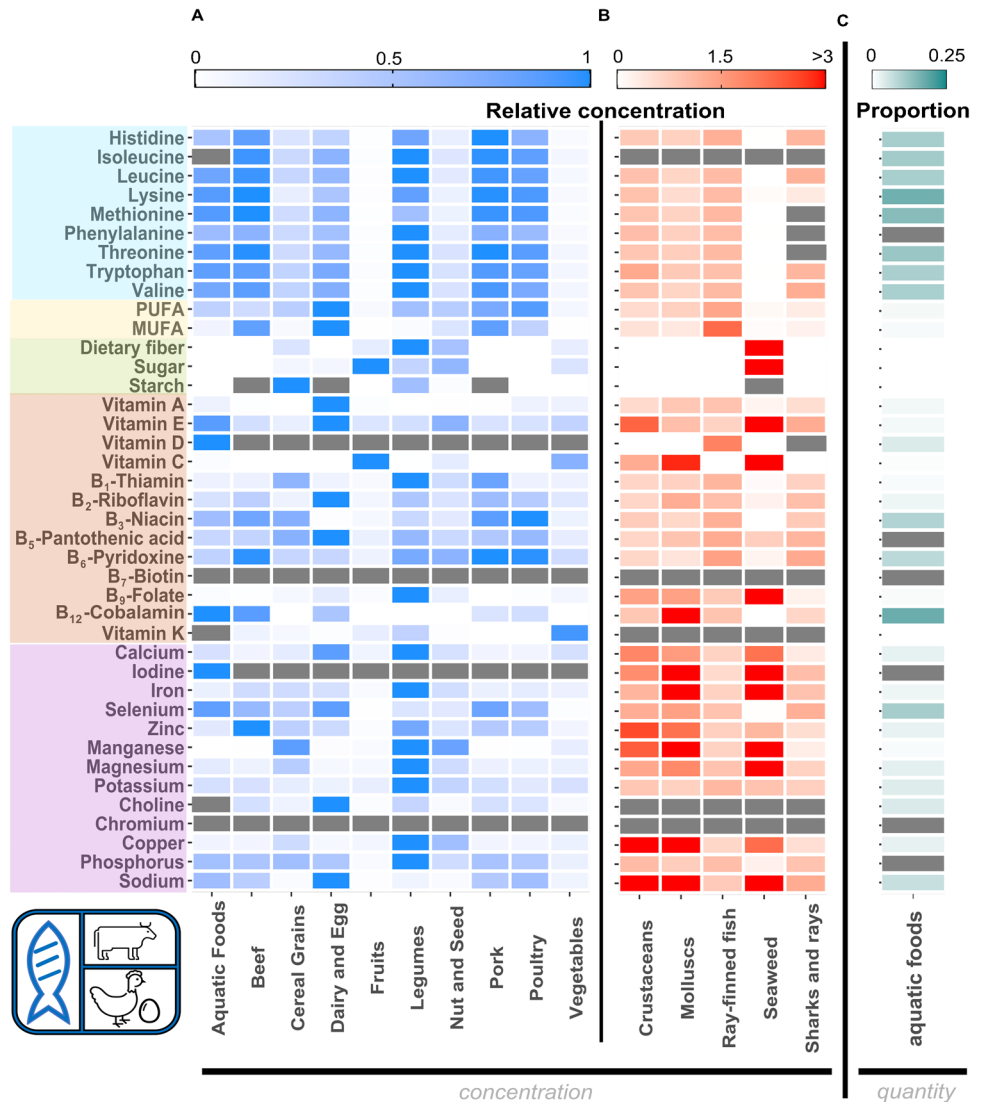 A
B
C
0 0.5 1
0 1.5 >3
0 0.25
Relative concentration
Proportion
Histidine
Isoleucine
Leucine
Lysine
Methionine
Phenylalanine
Threonine
Tryptophan
Valine
PUFA
MUFA
Dietary fiber
Sugar
Starch
Vitamin A
Vitamin E
Vitamin D
Vitamin C
B₁-Thiamin
B₂-Riboflavin
B₃-Niacin
B₅-Pantothenic acid
B₆-Pyridoxine
B₇-Biotin
B₉-Folate
B₁₂-Cobalamin
Vitamin K
Calcium
Iodine
Iron
Selenium
Zinc
Manganese
Magnesium
Potassium
Choline
Chromium
Copper
Phosphorus
Sodium
Aquatic Foods
Beef
Cereal Grains
Dairy and Egg
Fruits
Legumes
Nut and Seed
Pork
Poultry
Vegetables
Crustaceans
Molluscs
Ray-finned fish
Seaweed
Sharks and rays
aquatic foods
concentration
quantity